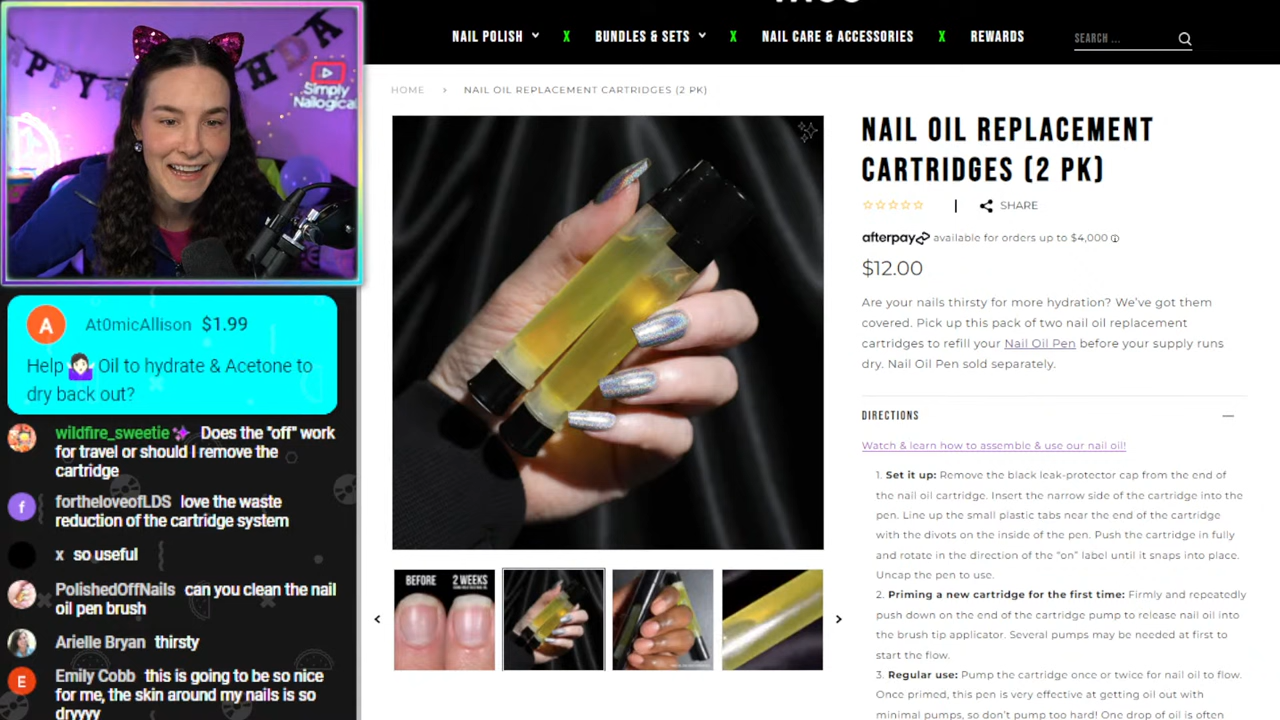 NAIL POLISH X BUNDLES & SETS X NAIL CARE & ACCESSORIES X REWARDS SEARCH ...
HOME › NAIL OIL REPLACEMENT CARTRIDGES (2 PK)
Simply
Nailogical
A At0micAllison $1.99
Help 🤷🏻‍♀️ Oil to hydrate & Acetone to
dry back out?
wildfire_sweetie Does the "off" work
for travel or should I remove the
cartridge
f fortheloveofLDS love the waste
reduction of the cartridge system
x so useful
PolishedOffNails can you clean the nail
oil pen brush
Arielle Bryan thirsty
E Emily Cobb this is going to be so nice
for me, the skin around my nails is so
dryyyy
BEFORE 2 WEEKS
NAIL OIL REPLACEMENT
CARTRIDGES (2 PK)
☆☆☆☆☆ | SHARE
afterpay available for orders up to $4,000 ⓘ
$12.00
Are your nails thirsty for more hydration? We've got them
covered. Pick up this pack of two nail oil replacement
cartridges to refill your Nail Oil Pen before your supply runs
dry. Nail Oil Pen sold separately.
DIRECTIONS —
Watch & learn how to assemble & use our nail oil!
1. Set it up: Remove the black leak-protector cap from the end of
the nail oil cartridge. Insert the narrow side of the cartridge into the
pen. Line up the small plastic tabs near the end of the cartridge
with the divots on the inside of the pen. Push the cartridge in fully
and rotate in the direction of the "on" label until it snaps into place.
Uncap the pen to use.
2. Priming a new cartridge for the first time: Firmly and repeatedly
push down on the end of the cartridge pump to release nail oil into
the brush tip applicator. Several pumps may be needed at first to
start the flow.
3. Regular use: Pump the cartridge once or twice for nail oil to flow.
Once primed, this pen is very effective at getting oil out with
minimal pumps, so don't pump too hard! One drop of oil is often